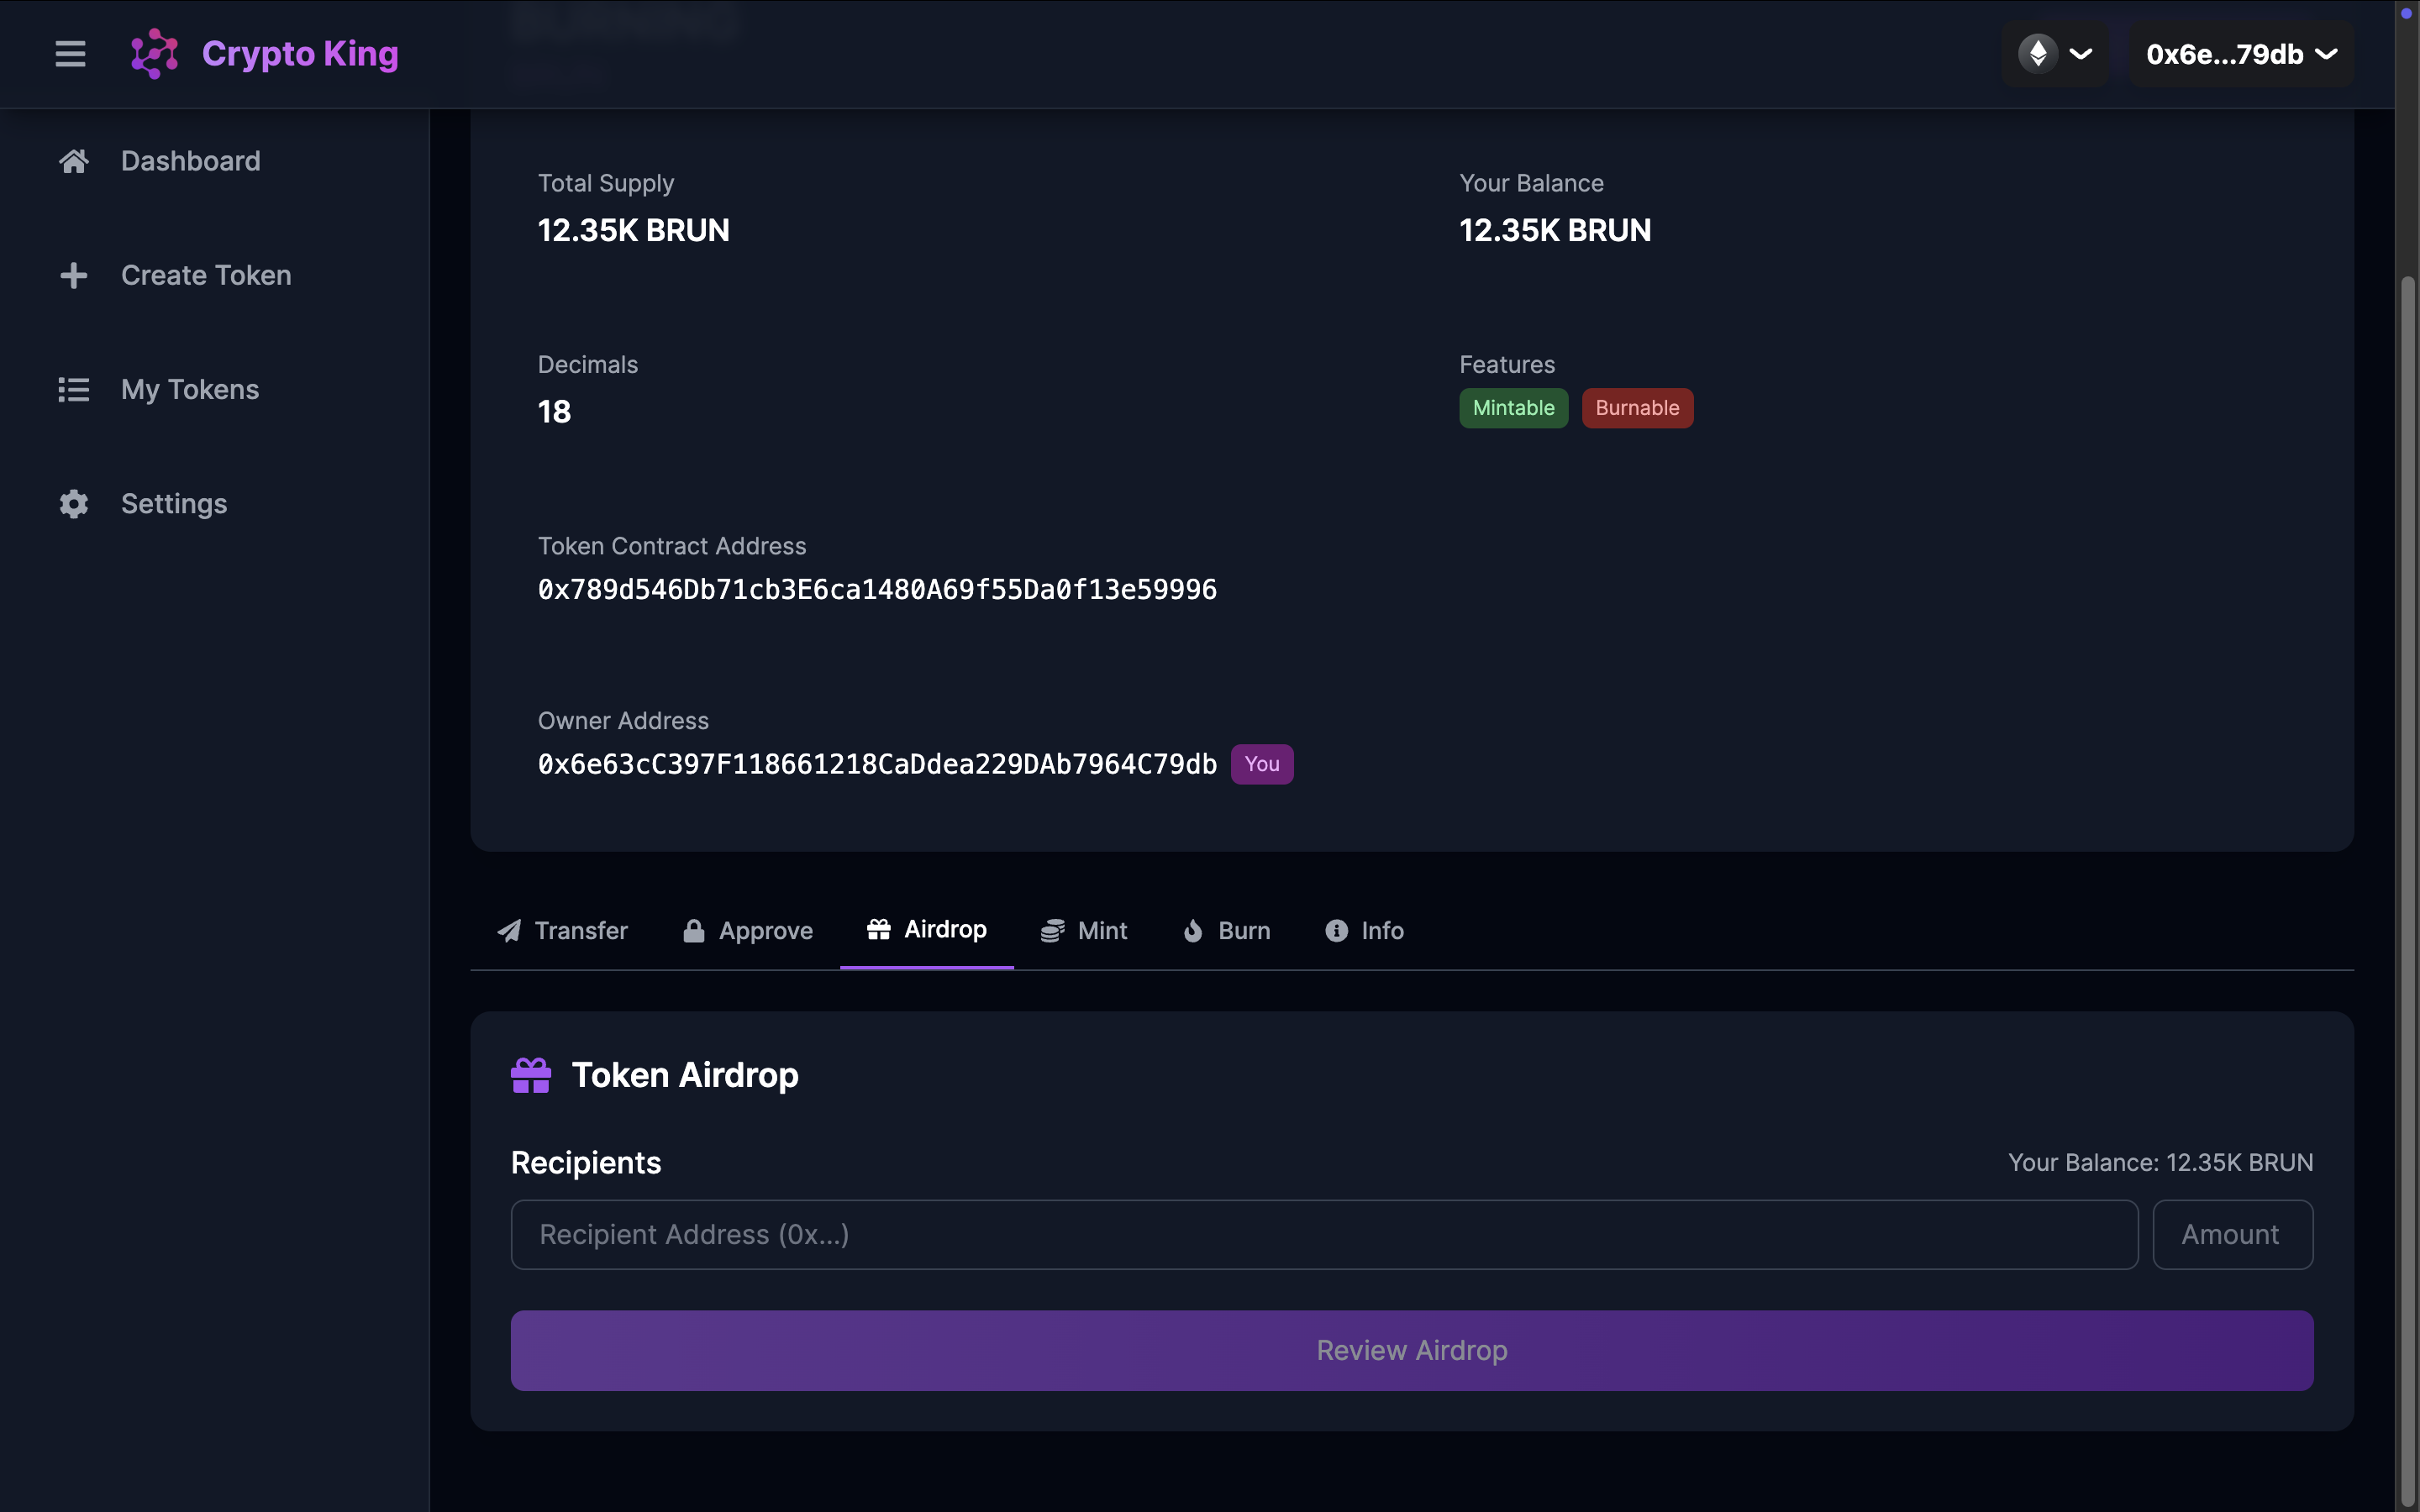 Crypto King
0x6e...79db
Dashboard
Create Token
My Tokens
Settings
Total Supply
12.35K BRUN
Your Balance
12.35K BRUN
Decimals
18
Features
Mintable
Burnable
Token Contract Address
0x789d546Db71cb3E6ca1480A69f55Da0f13e59996
Owner Address
0x6e63cC397F118661218CaDdea229DAb7964C79db
You
Transfer
Approve
Airdrop
Mint
Burn
Info
Token Airdrop
Recipients
Your Balance: 12.35K BRUN
Recipient Address (0x...)
Amount
Review Airdrop